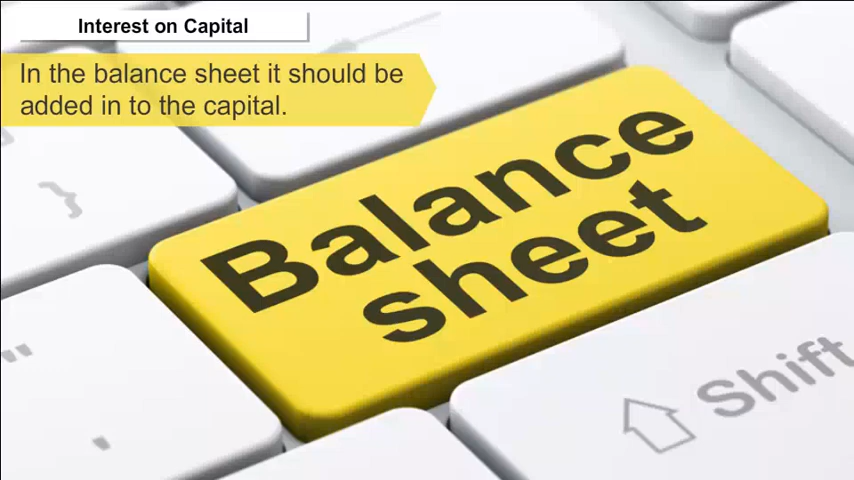 Interest on Capital
In the balance sheet it should be
added in to the capital.
Balance
sheet
}
"
'
Shift